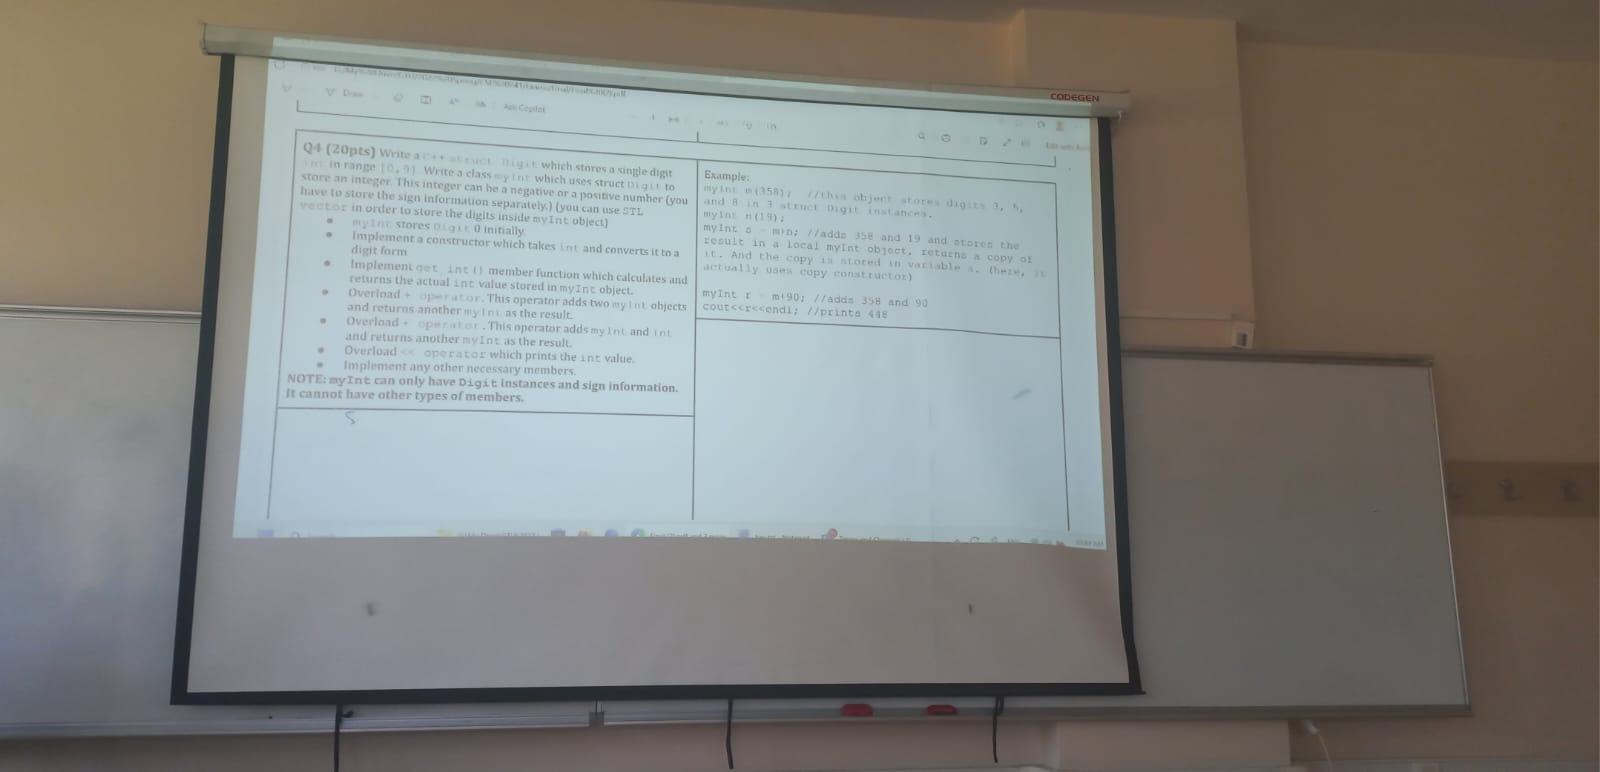 CODEGEN
Draw
Ask Copilot
Q4 (20pts) Write a C++ struct Digit which stores a single digit
int in range [0, 9]. Write a class myInt which uses struct Digit to
store an integer. This integer can be a negative or a positive number (you
have to store the sign information separately.) (you can use STL
vector in order to store the digits inside myInt object)
myInt stores Digit 0 initially.
Implement a constructor which takes int and converts it to a
digit form
Implement get_int() member function which calculates and
returns the actual int value stored in myInt object.
Overload + operator. This operator adds two myInt objects
and returns another myInt as the result.
Overload + operator. This operator adds myInt and int
and returns another myInt as the result.
Overload << operator which prints the int value.
Implement any other necessary members.
NOTE: myInt can only have Digit instances and sign information.
It cannot have other types of members.
Example:
myInt m(358); //this object stores digits 3, 5,
and 8 in 3 struct Digit instances.
myInt n(19);
myInt s = m+n; //adds 358 and 19 and stores the
result in a local myInt object, returns a copy of
it. And the copy is stored in variable s. (here, it
actually uses copy constructor)
myInt r = m+90; //adds 358 and 90
cout<<r<<endl; //prints 448